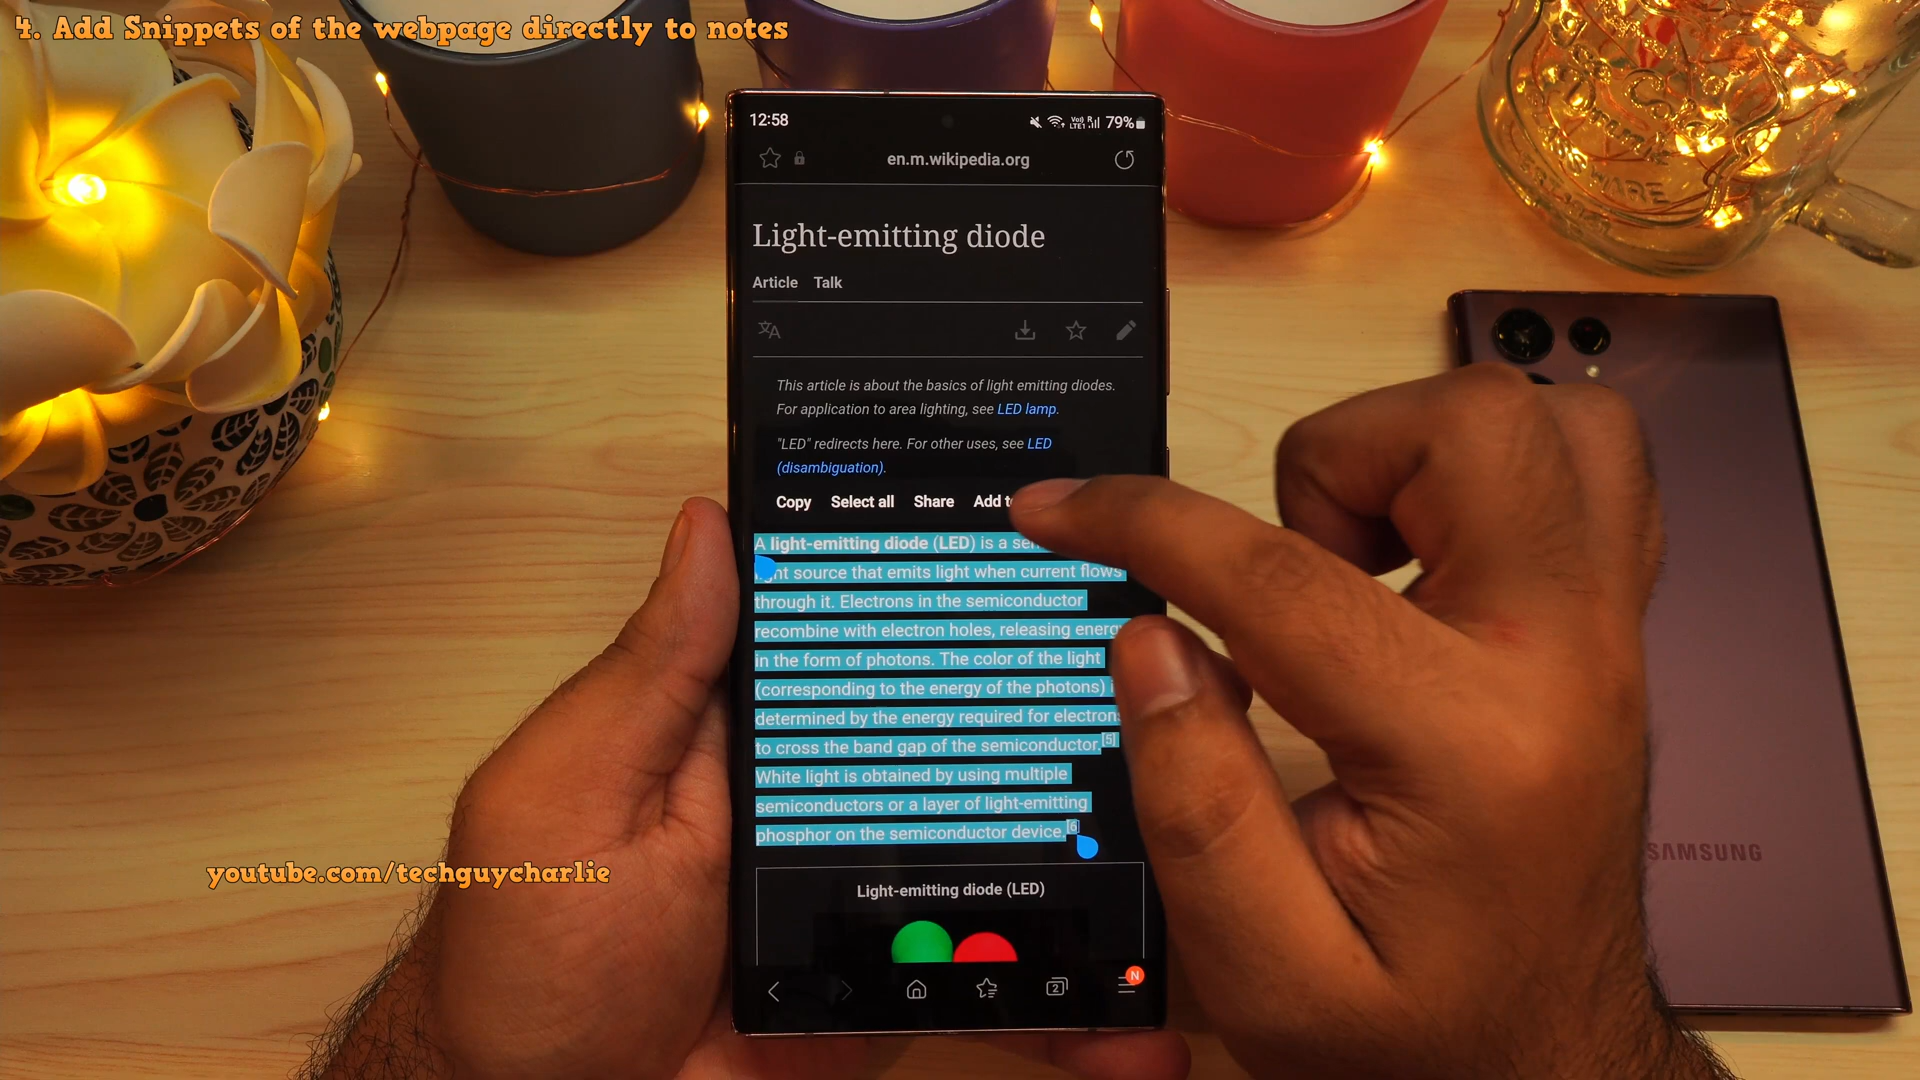 4. Add Snippets of the webpage directly to notes
12:58
79%
en.m.wikipedia.org
Light-emitting diode
Article Talk
This article is about the basics of light emitting diodes.
For application to area lighting, see LED lamp.
"LED" redirects here. For other uses, see LED
(disambiguation).
Copy Select all Share Add
A light-emitting diode (LED) is a
light source that emits light when current flows
through it. Electrons in the semiconductor
recombine with electron holes, releasing energy
in the form of photons. The color of the light
(corresponding to the energy of the photons)
determined by the energy required for electrons
to cross the band gap of the semiconductor.[5]
White light is obtained by using multiple
semiconductors or a layer of light-emitting
phosphor on the semiconductor device.[6]
Light-emitting diode (LED)
2
N
SAMSUNG
youtube.com/techguycharlie